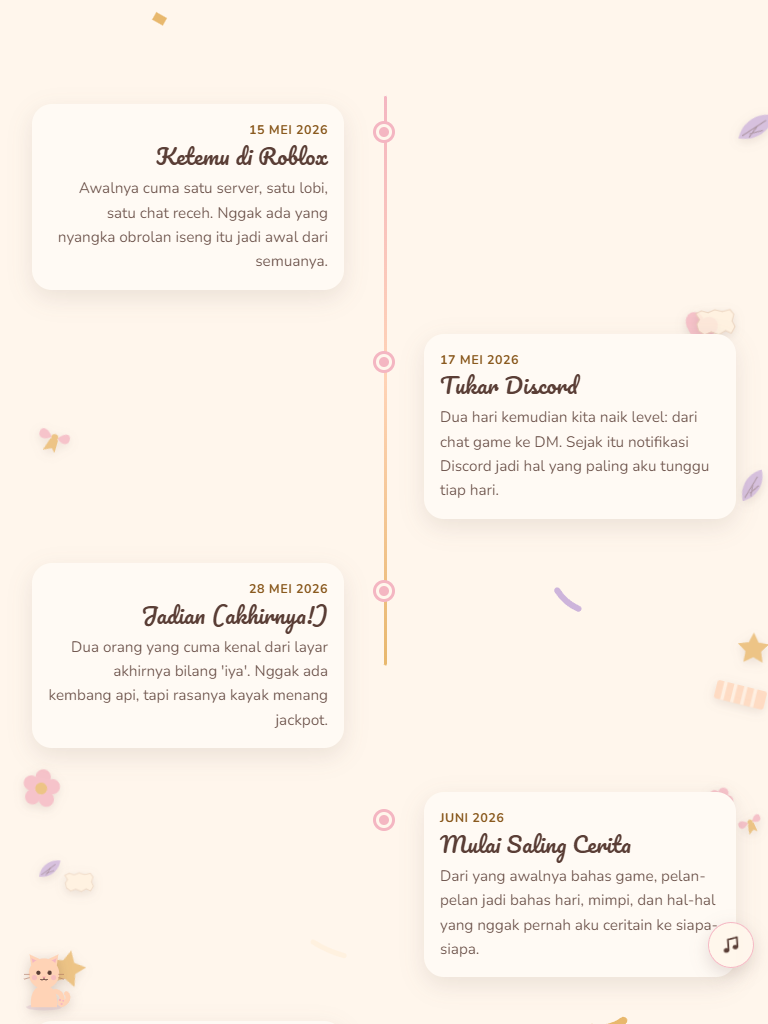 15 MEI 2026
Ketemu di Roblox
Awalnya cuma satu server, satu lobi,
satu chat receh. Nggak ada yang
nyangka obrolan iseng itu jadi awal dari
semuanya.
17 MEI 2026
Tukar Discord
Dua hari kemudian kita naik level: dari
chat game ke DM. Sejak itu notifikasi
Discord jadi hal yang paling aku tunggu
tiap hari.
28 MEI 2026
Jadian (akhirnya!)
Dua orang yang cuma kenal dari layar
akhirnya bilang 'iya'. Nggak ada
kembang api, tapi rasanya kayak menang
jackpot.
JUNI 2026
Mulai Saling Cerita
Dari yang awalnya bahas game, pelan-
pelan jadi bahas hari, mimpi, dan hal-hal
yang nggak pernah aku ceritain ke siapa-
siapa.